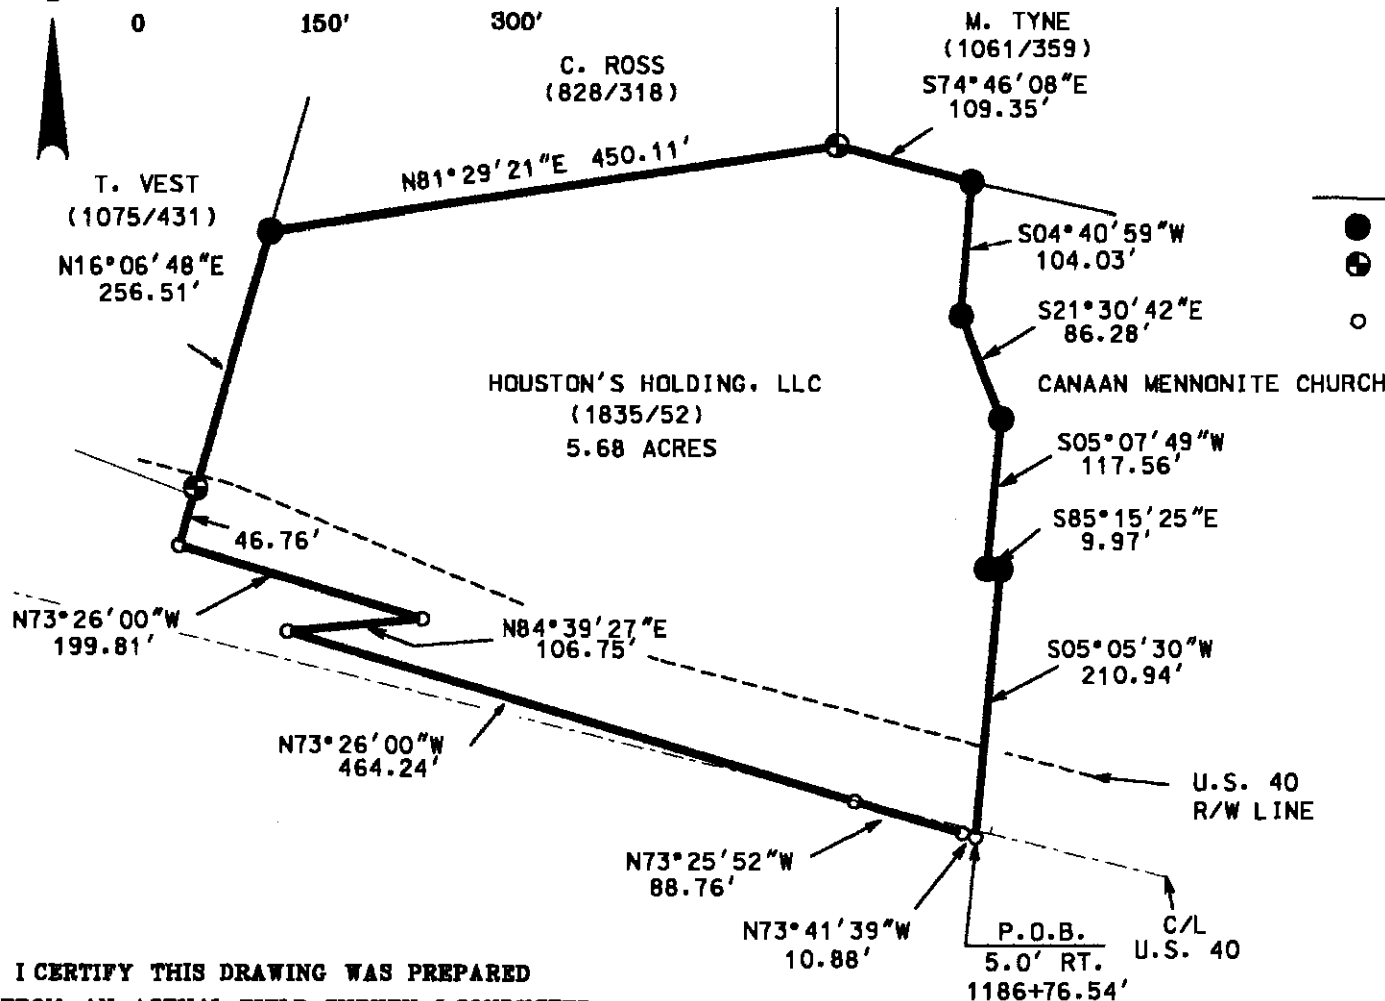 0 150' 300'
M. TYNE
(1061/359)
C. ROSS
(828/318)
S74°46'08"E
109.35'
N81°29'21"E 450.11'
T. VEST
(1075/431)
N16°06'48"E
256.51'
S04°40'59"W
104.03'
S21°30'42"E
86.28'
HOUSTON'S HOLDING, LLC
(1835/52)
5.68 ACRES
CANAAN MENNONITE CHURCH
S05°07'49"W
117.56'
S85°15'25"E
9.97'
46.76'
N73°26'00"W
199.81'
N84°39'27"E
106.75'
S05°05'30"W
210.94'
N73°26'00"W
464.24'
U.S. 40
R/W LINE
N73°25'52"W
88.76'
N73°41'39"W
10.88'
P.O.B.
5.0' RT.
1186+76.54'
C/L
U.S. 40
I CERTIFY THIS DRAWING WAS PREPARED